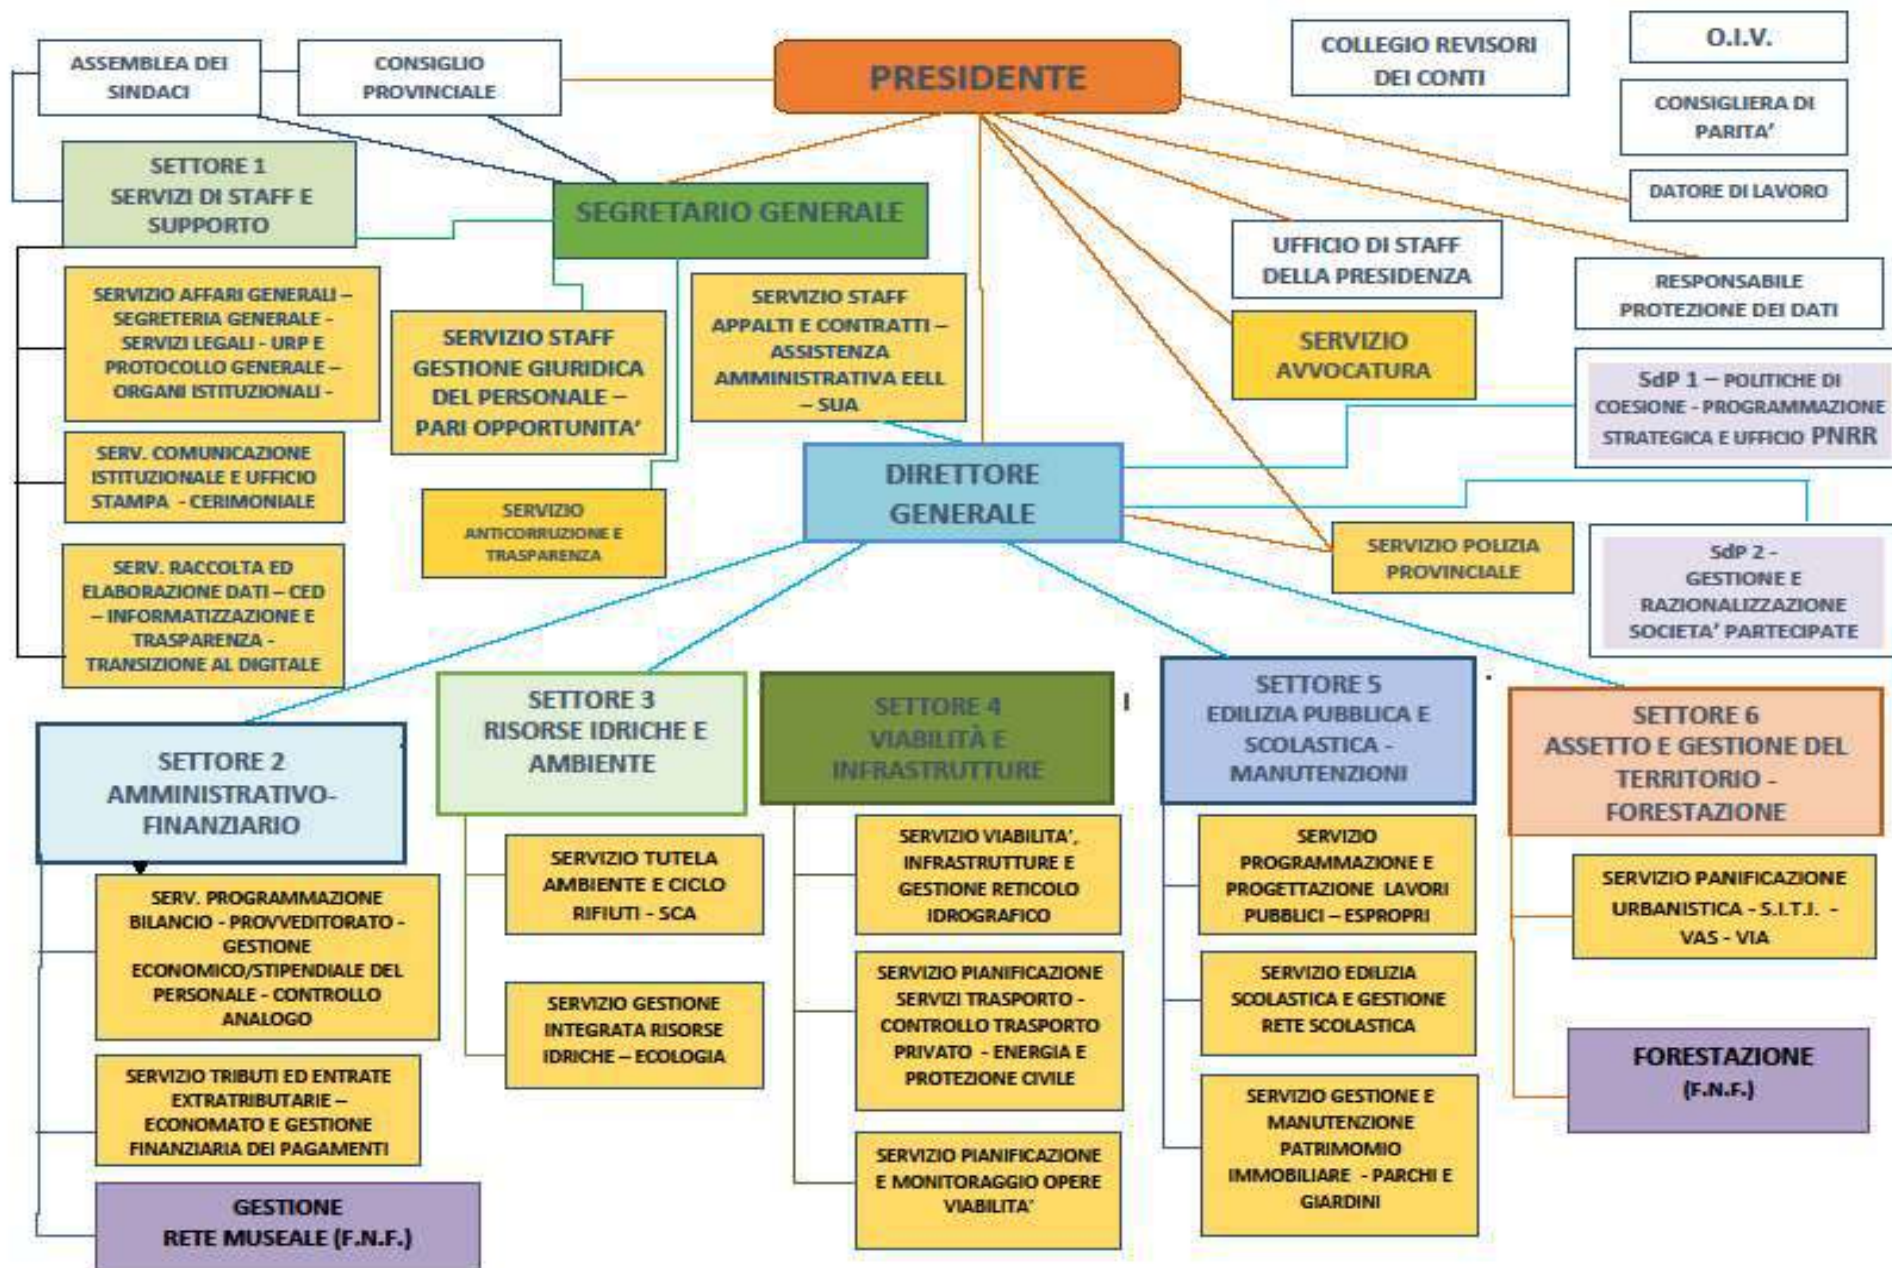 ASSEMBLEA DEI
SINDACI
CONSIGLIO
PROVINCIALE
PRESIDENTE
COLLEGIO REVISORI
DEI CONTI
O.I.V.
CONSIGLIERA DI
PARITA’
DATORE DI LAVORO
SETTORE 1
SERVIZI DI STAFF E
SUPPORTO
SEGRETARIO GENERALE
UFFICIO DI STAFF
DELLA PRESIDENZA
RESPONSABILE
PROTEZIONE DEI DATI
SERVIZIO AFFARI GENERALI –
SEGRETERIA GENERALE -
SERVIZI LEGALI - URP E
PROTOCOLLO GENERALE –
ORGANI ISTITUZIONALI -
SERVIZIO STAFF
GESTIONE GIURIDICA
DEL PERSONALE –
PARI OPPORTUNITA’
SERVIZIO STAFF
APPALTI E CONTRATTI –
ASSISTENZA
AMMINISTRATIVA EELL
– SUA
SERVIZIO
AVVOCATURA
SdP 1 – POLITICHE DI
COESIONE - PROGRAMMAZIONE
STRATEGICA E UFFICIO PNRR
SERV. COMUNICAZIONE
ISTITUZIONALE E UFFICIO
STAMPA - CERIMONIALE
SERVIZIO
ANTICORRUZIONE E
TRASPARENZA
DIRETTORE
GENERALE
SERVIZIO POLIZIA
PROVINCIALE
SdP 2 -
GESTIONE E
RAZIONALIZZAZIONE
SOCIETA’ PARTECIPATE
SERV. RACCOLTA ED
ELABORAZIONE DATI – CED
– INFORMATIZZAZIONE E
TRASPARENZA -
TRANSIZIONE AL DIGITALE
SETTORE 2
AMMINISTRATIVO-
FINANZIARIO
SETTORE 3
RISORSE IDRICHE E
AMBIENTE
SETTORE 4
VIABILITÀ E
INFRASTRUTTURE
SETTORE 5
EDILIZIA PUBBLICA E
SCOLASTICA -
MANUTENZIONI
SETTORE 6
ASSETTO E GESTIONE DEL
TERRITORIO -
FORESTAZIONE
SERV. PROGRAMMAZIONE
BILANCIO - PROVVEDITORATO -
GESTIONE
ECONOMICO/STIPENDIALE DEL
PERSONALE - CONTROLLO
ANALOGO
SERVIZIO TRIBUTI ED ENTRATE
EXTRATRIBUTARIE –
ECONOMATO E GESTIONE
FINANZIARIA DEI PAGAMENTI
GESTIONE
RETE MUSEALE (F.N.F.)
SERVIZIO TUTELA
AMBIENTE E CICLO
RIFIUTI - SCA
SERVIZIO GESTIONE
INTEGRATA RISORSE
IDRICHE – ECOLOGIA
SERVIZIO VIABILITA’,
INFRASTRUTTURE E
GESTIONE RETICOLO
IDROGRAFICO
SERVIZIO PIANIFICAZIONE
SERVIZI TRASPORTO -
CONTROLLO TRASPORTO
PRIVATO - ENERGIA E
PROTEZIONE CIVILE
SERVIZIO PIANIFICAZIONE
E MONITORAGGIO OPERE
VIABILITA’
SERVIZIO
PROGRAMMAZIONE E
PROGETTAZIONE LAVORI
PUBBLICI – ESPROPRI
SERVIZIO EDILIZIA
SCOLASTICA E GESTIONE
RETE SCOLASTICA
SERVIZIO GESTIONE E
MANUTENZIONE
PATRIMOMIO
IMMOBILIARE - PARCHI E
GIARDINI
SERVIZIO PANIFICAZIONE
URBANISTICA - S.I.T.I. -
VAS - VIA
FORESTAZIONE
(F.N.F.)